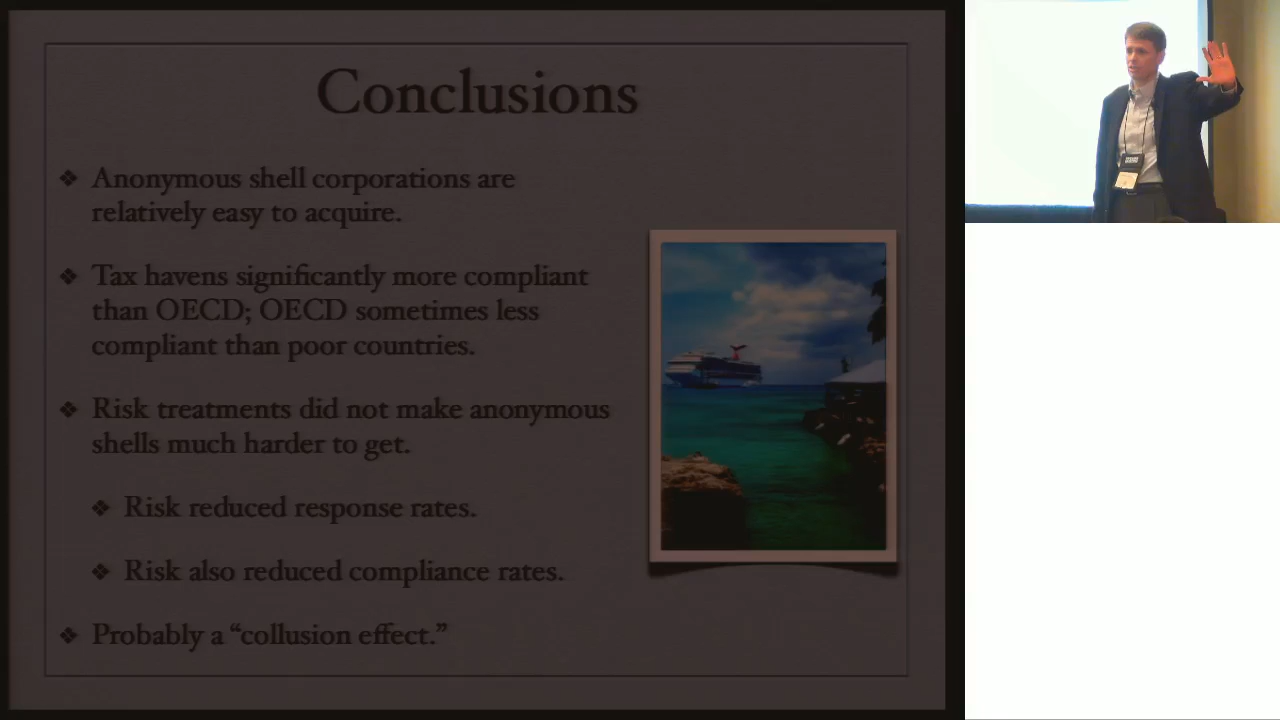 Conclusions
❖ Anonymous shell corporations are
relatively easy to acquire.
❖ Tax havens significantly more compliant
than OECD; OECD sometimes less
compliant than poor countries.
❖ Risk treatments did not make anonymous
shells much harder to get.
❖ Risk reduced response rates.
❖ Risk also reduced compliance rates.
❖ Probably a “collusion effect.”